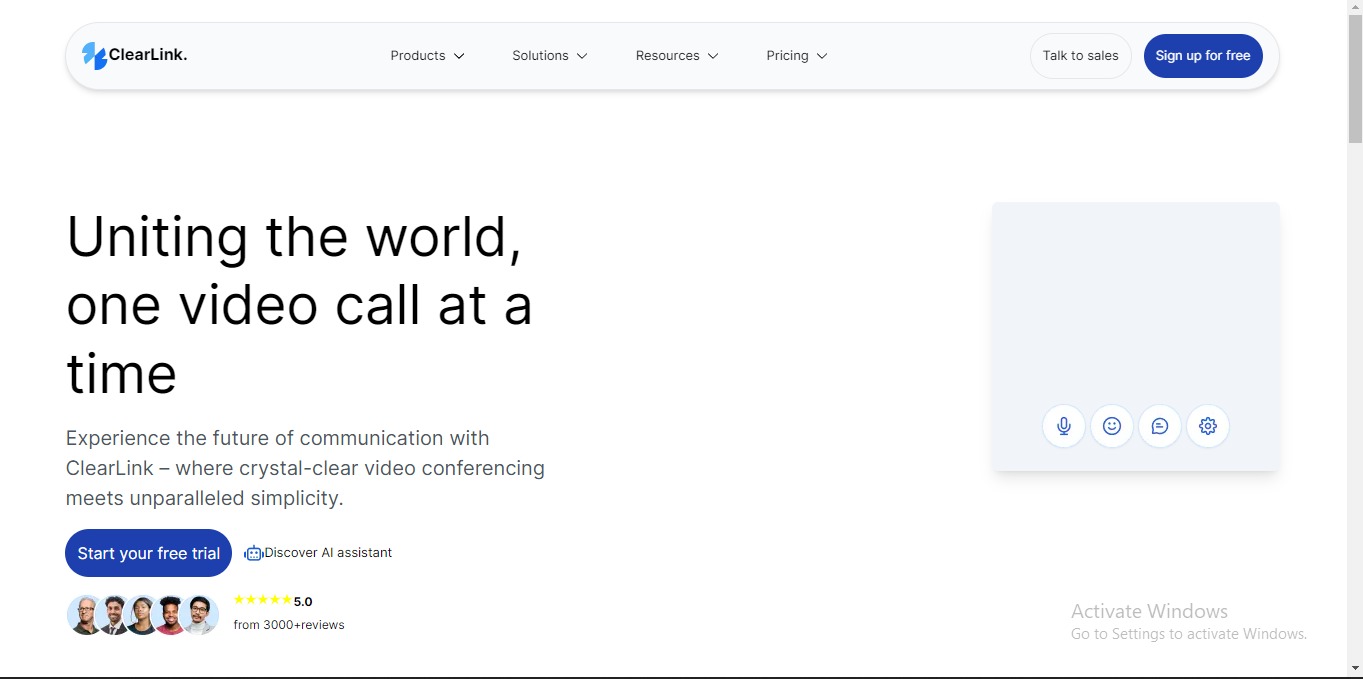 ClearLink.
Products
Solutions
Resources
Pricing
Talk to sales
Sign up for free
Uniting the world,
one video call at a
time
Experience the future of communication with
ClearLink – where crystal-clear video conferencing
meets unparalleled simplicity.
Start your free trial
Discover AI assistant
5.0
from 3000+reviews
Activate Windows
Go to Settings to activate Windows.